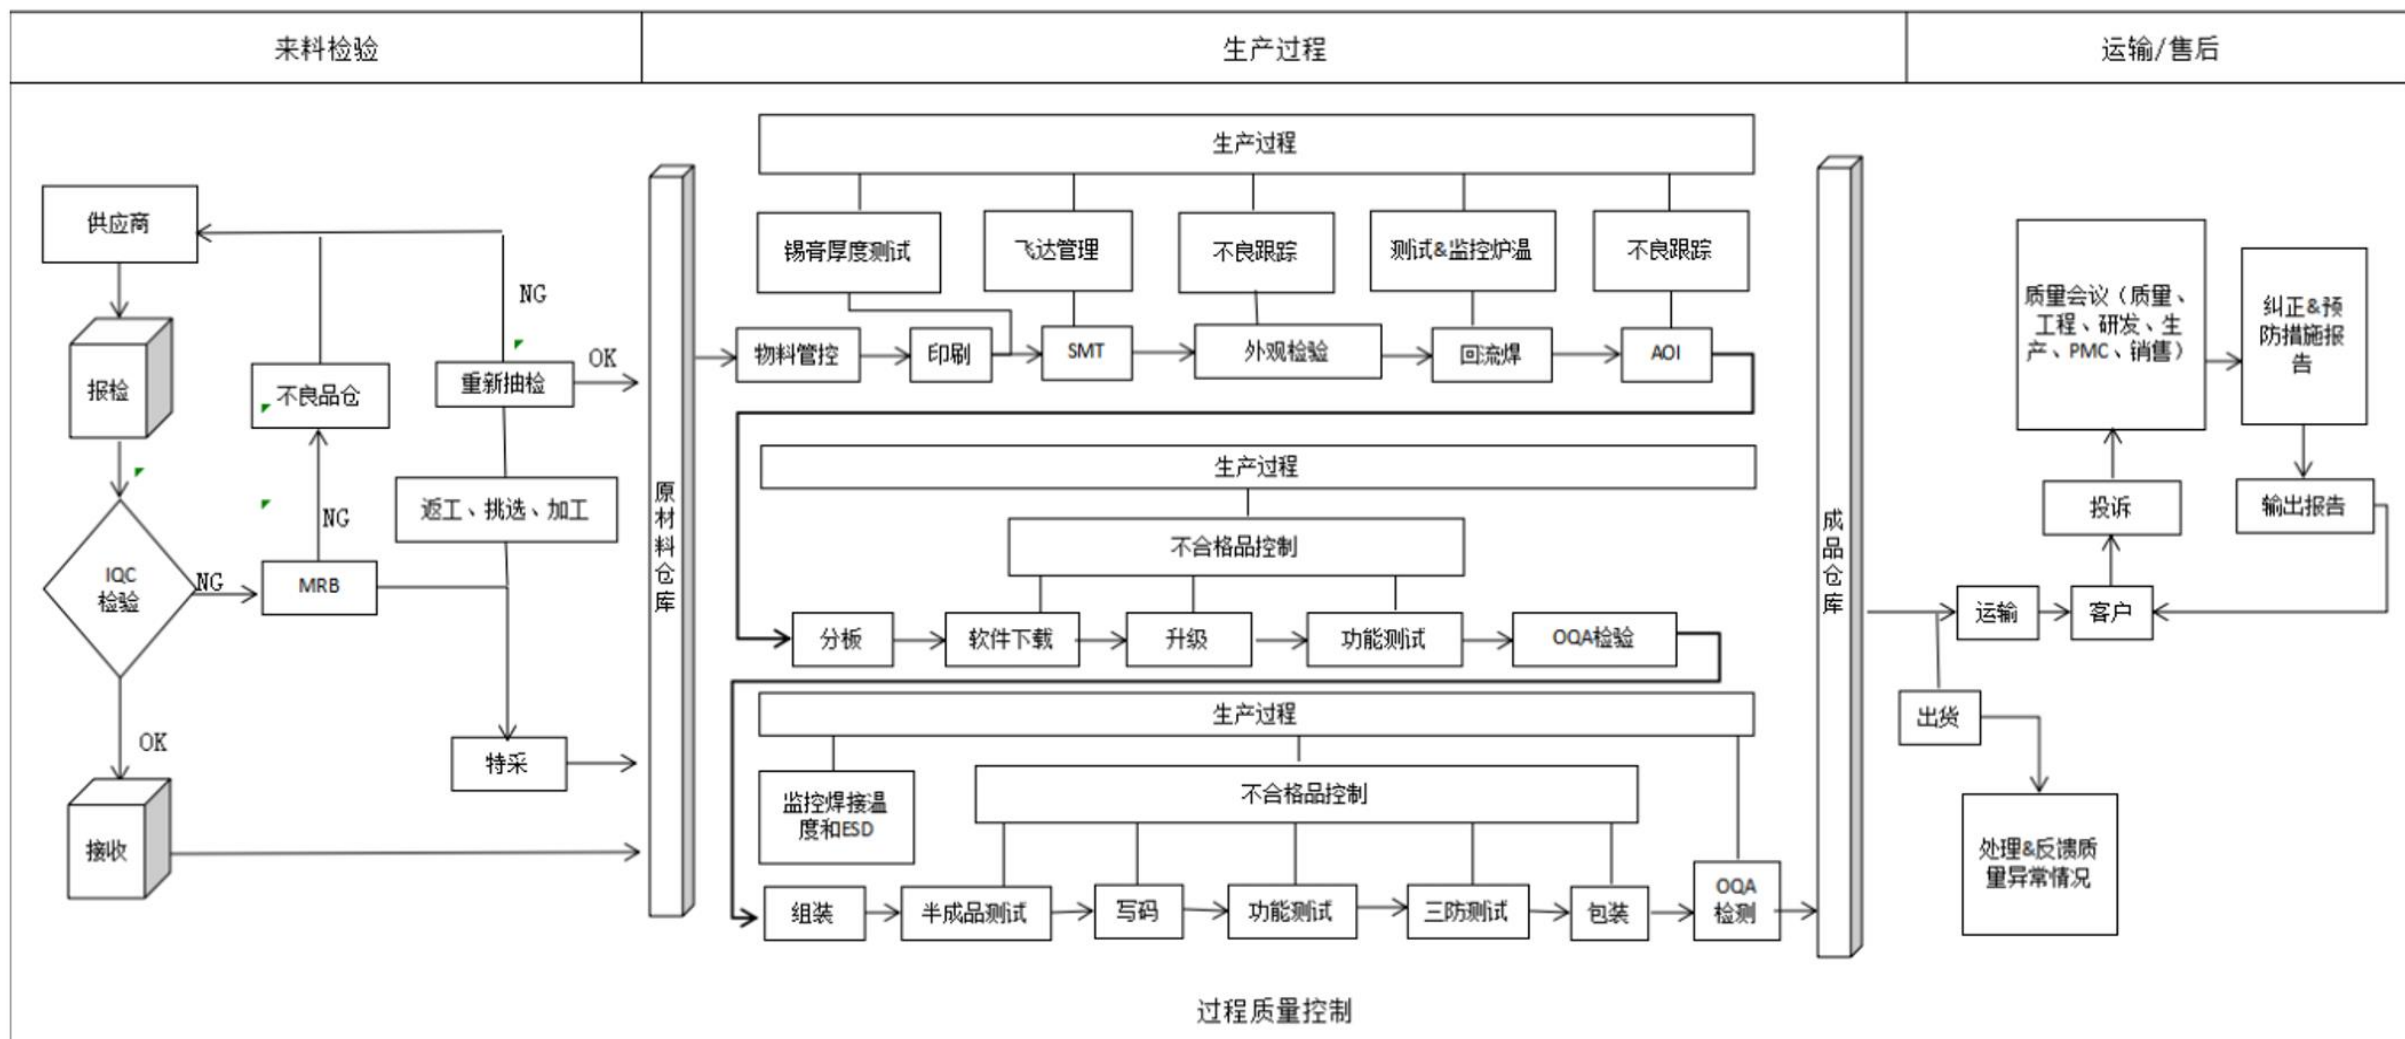 来料检验
生产过程
运输/售后
供应商
报检
IQC
检验
NG
OK
接收
MRB
NG
不良品仓
返工、挑选、加工
重新抽检
NG
OK
特采
原
材
料
仓
库
生产过程
锡膏厚度测试
飞达管理
不良跟踪
测试&监控炉温
不良跟踪
物料管控
印刷
SMT
外观检验
回流焊
AOI
生产过程
不合格品控制
分板
软件下载
升级
功能测试
OQA检验
生产过程
监控焊接温
度和ESD
不合格品控制
组装
半成品测试
写码
功能测试
三防测试
包装
OQA
检测
成
品
仓
库
质量会议（质量、
工程、研发、生
产、PMC、销售）
纠正&预
防措施报
告
投诉
输出报告
运输
客户
出货
处理&反馈质
量异常情况
过程质量控制